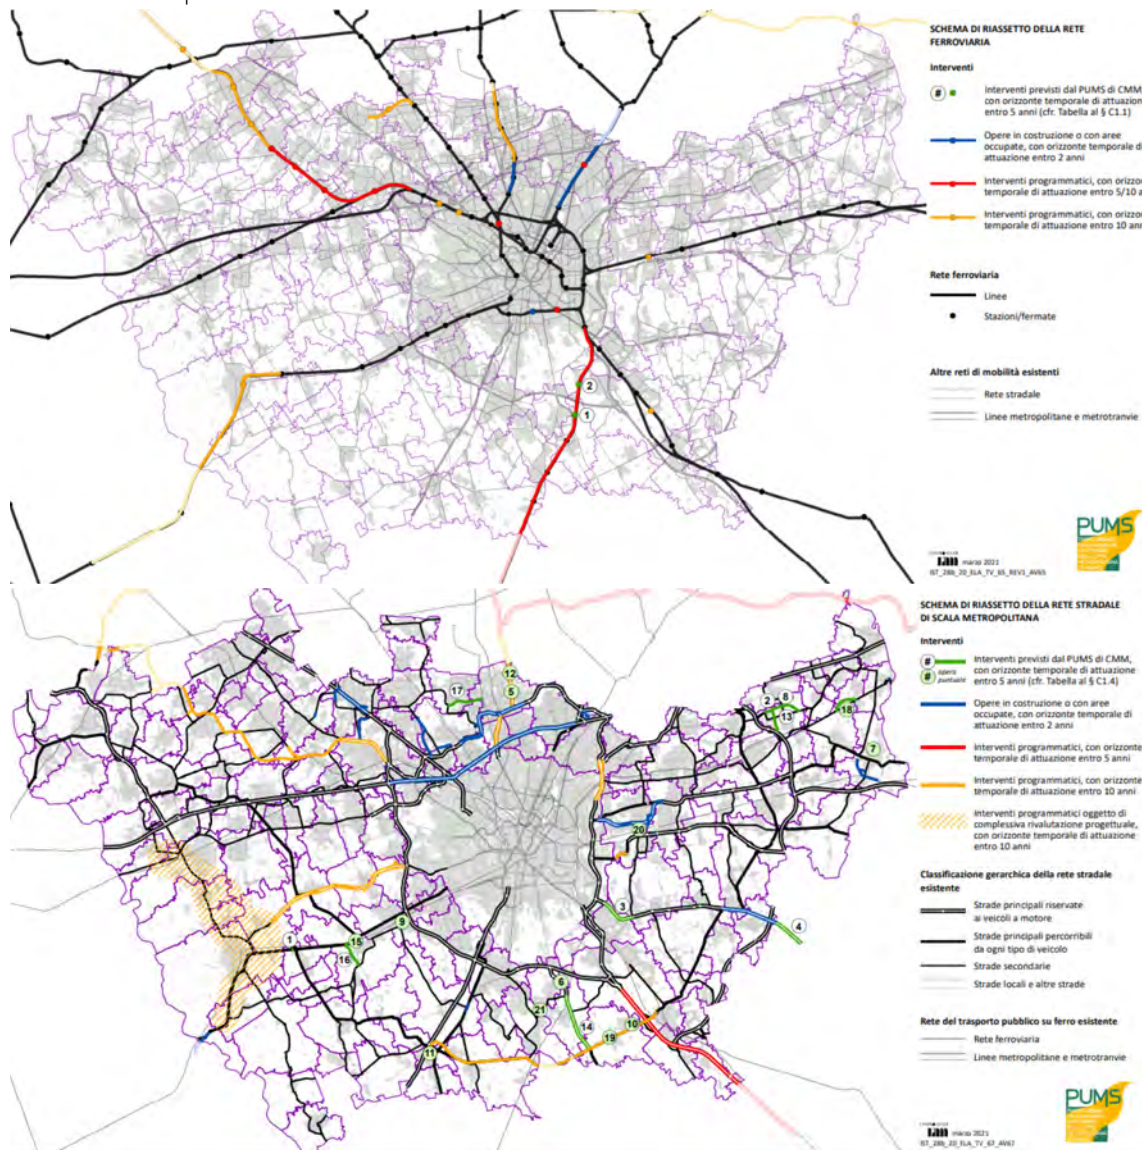 SCHEMA DI RIASSETTO DELLA RETE
FERROVIARIA
Interventi
# Interventi previsti dal PUMS di CMM,
con orizzonte temporale di attuazione
entro 5 anni (cfr. Tabella al § C1.1)
Opere in costruzione o con aree
occupate, con orizzonte temporale di
attuazione entro 2 anni
Interventi programmatici, con orizzon
temporale di attuazione entro 5/10 a
Interventi programmatici, con orizzon
temporale di attuazione entro 10 ann
Rete ferroviaria
Linee
Stazioni/fermate
Altre reti di mobilità esistenti
Rete stradale
Linee metropolitane e metrotranvie
2
1
PUMS
marzo 2021
IST_28b_20_ELA_TV_65_REV1_AV65
SCHEMA DI RIASSETTO DELLA RETE STRADALE
DI SCALA METROPOLITANA
Interventi
# Interventi previsti dal PUMS di CMM,
# opera puntuale con orizzonte temporale di attuazione
entro 5 anni (cfr. Tabella al § C1.4)
Opere in costruzione o con aree
occupate, con orizzonte temporale di
attuazione entro 2 anni
Interventi programmatici, con orizzonte
temporale di attuazione entro 5 anni
Interventi programmatici, con orizzonte
temporale di attuazione entro 10 anni
Interventi programmatici oggetto di
complessiva rivalutazione progettuale,
con orizzonte temporale di attuazione
entro 10 anni
Classificazione gerarchica della rete stradale
esistente
Strade principali riservate
ai veicoli a motore
Strade principali percorribili
da ogni tipo di veicolo
Strade secondarie
Strade locali e altre strade
Rete del trasporto pubblico su ferro esistente
Rete ferroviaria
Linee metropolitane e metrotranvie
12
17
5
2
8
13
18
7
20
3
4
9
1
15
16
6
21
14
10
19
11
PUMS
marzo 2021
IST_28b_20_ELA_TV_67_AV67